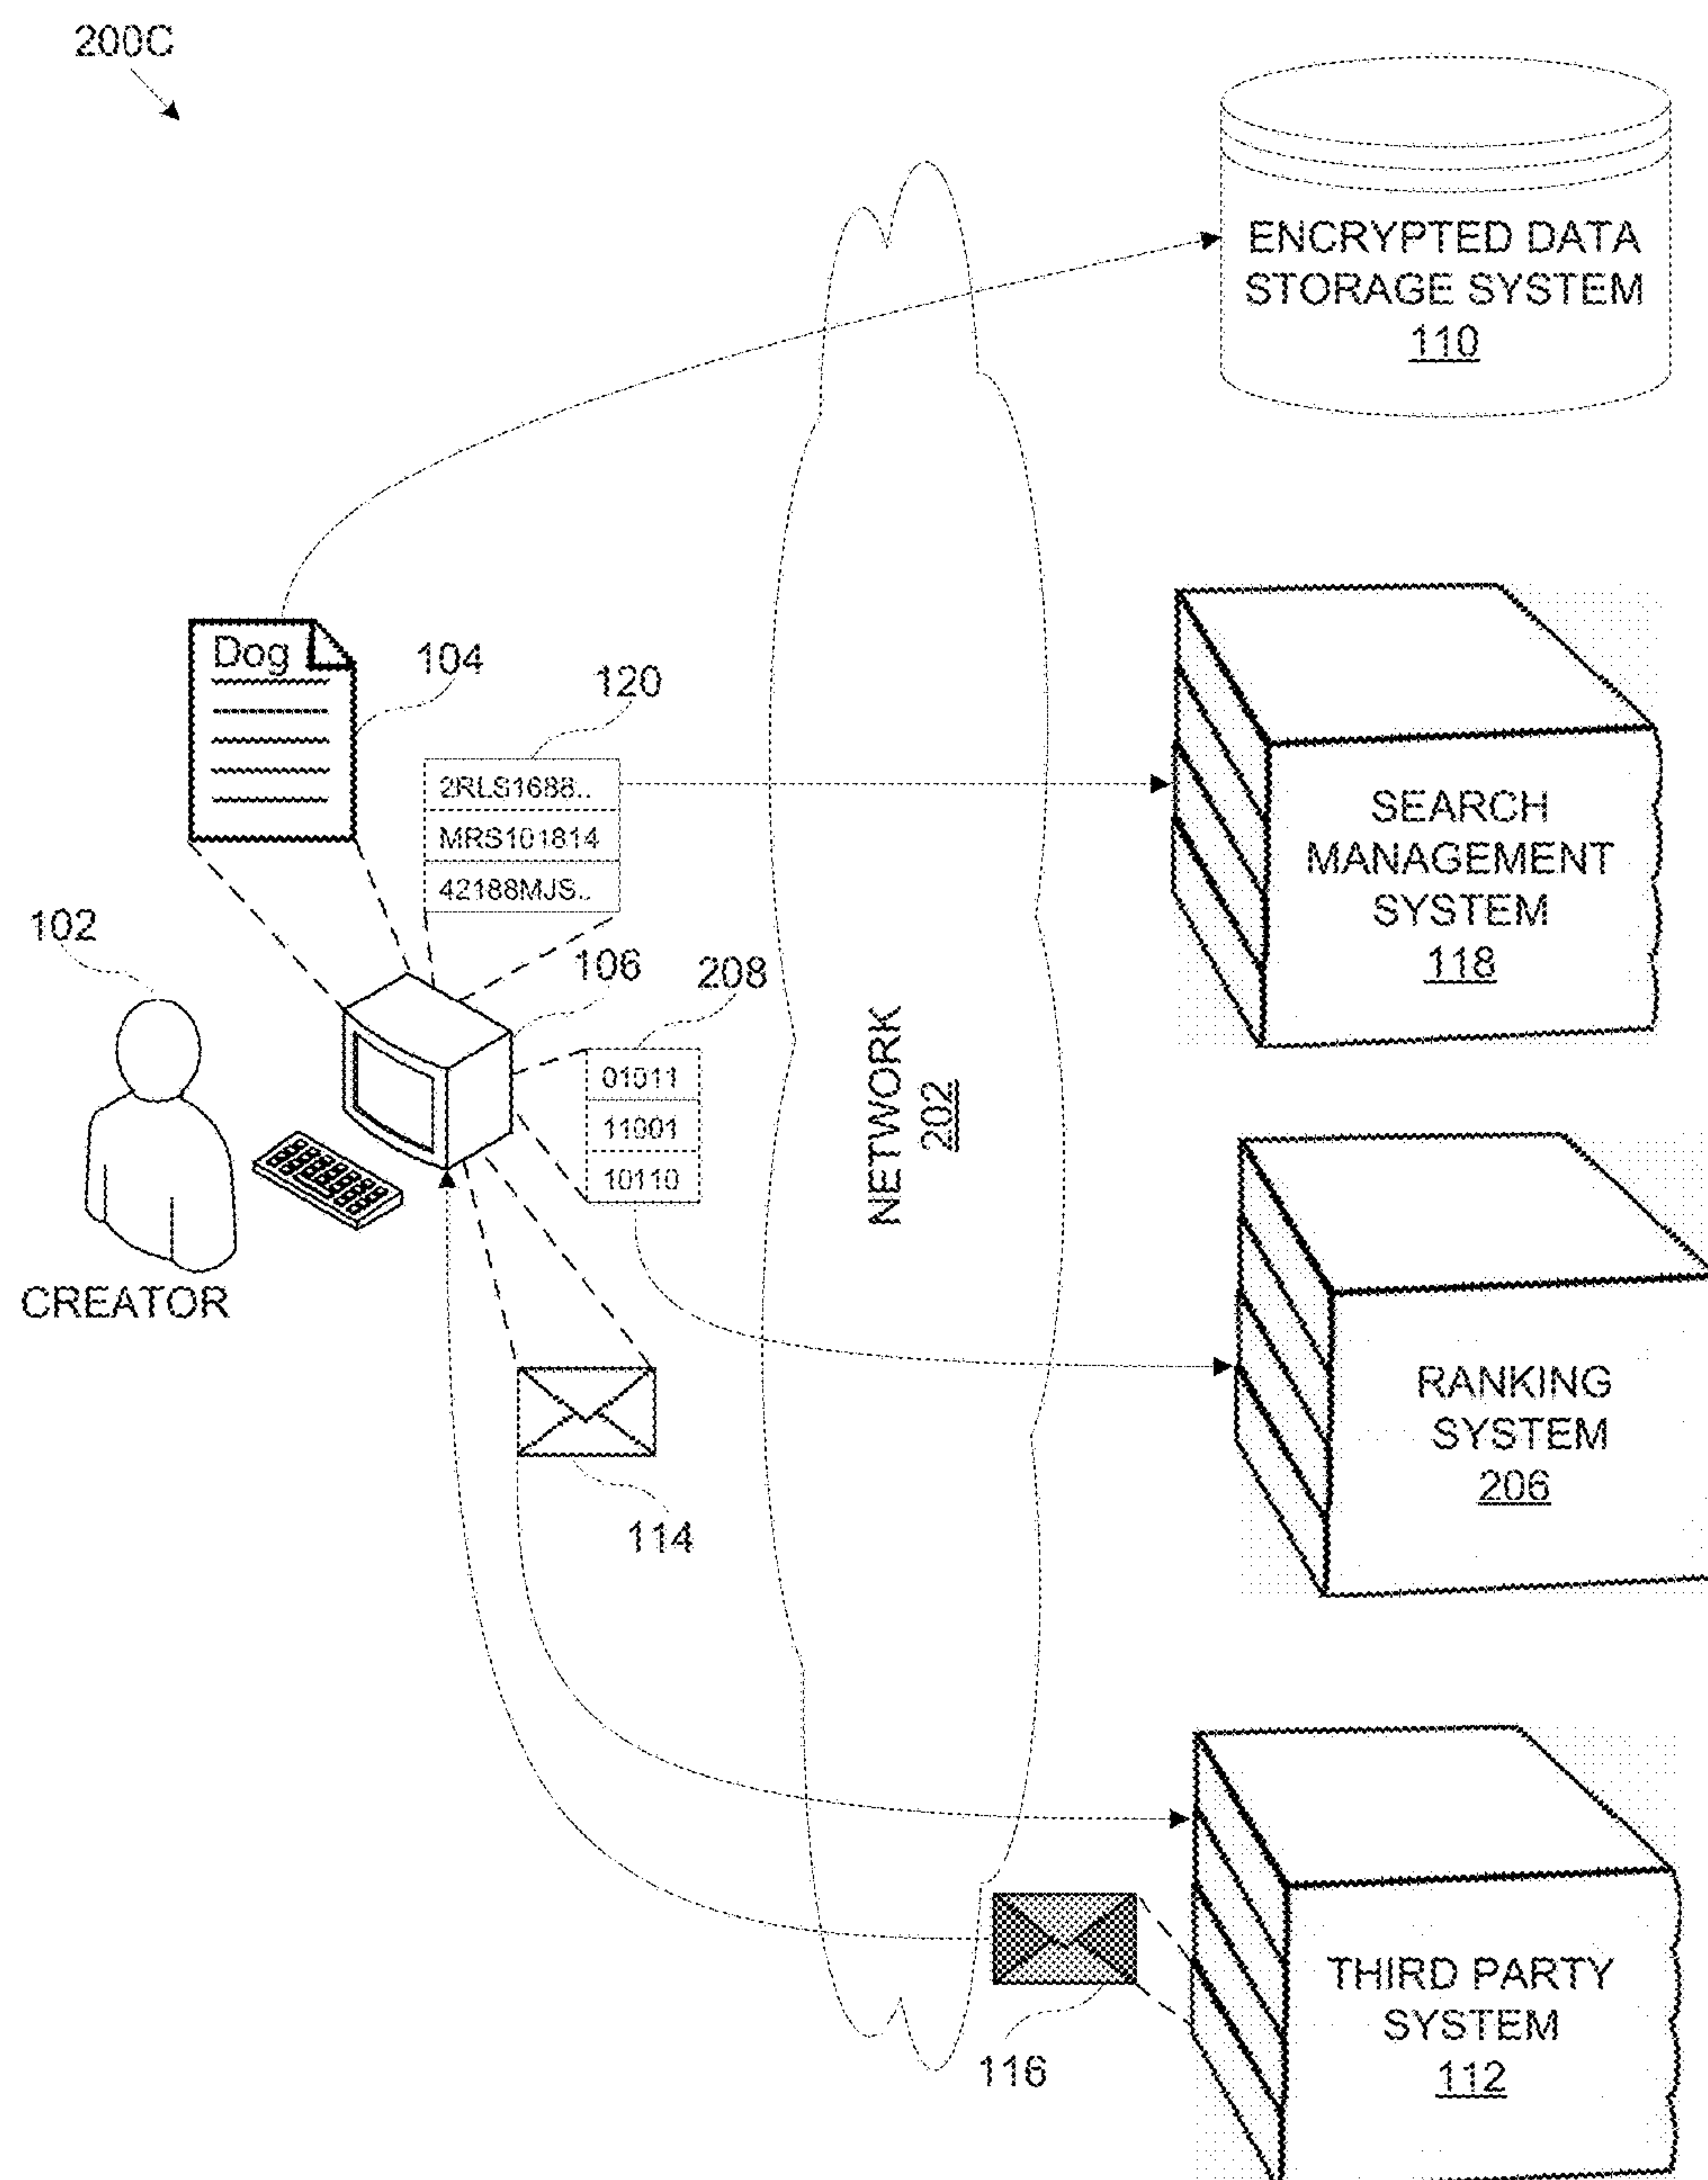 200C
ENCRYPTED DATA
STORAGE SYSTEM
110
Dog
104
120
2RLS1688..
MRS101814
42188MJS..
SEARCH
MANAGEMENT
SYSTEM
118
102
106
208
01011
11001
10110
NETWORK
202
CREATOR
RANKING
SYSTEM
206
114
116
THIRD PARTY
SYSTEM
112